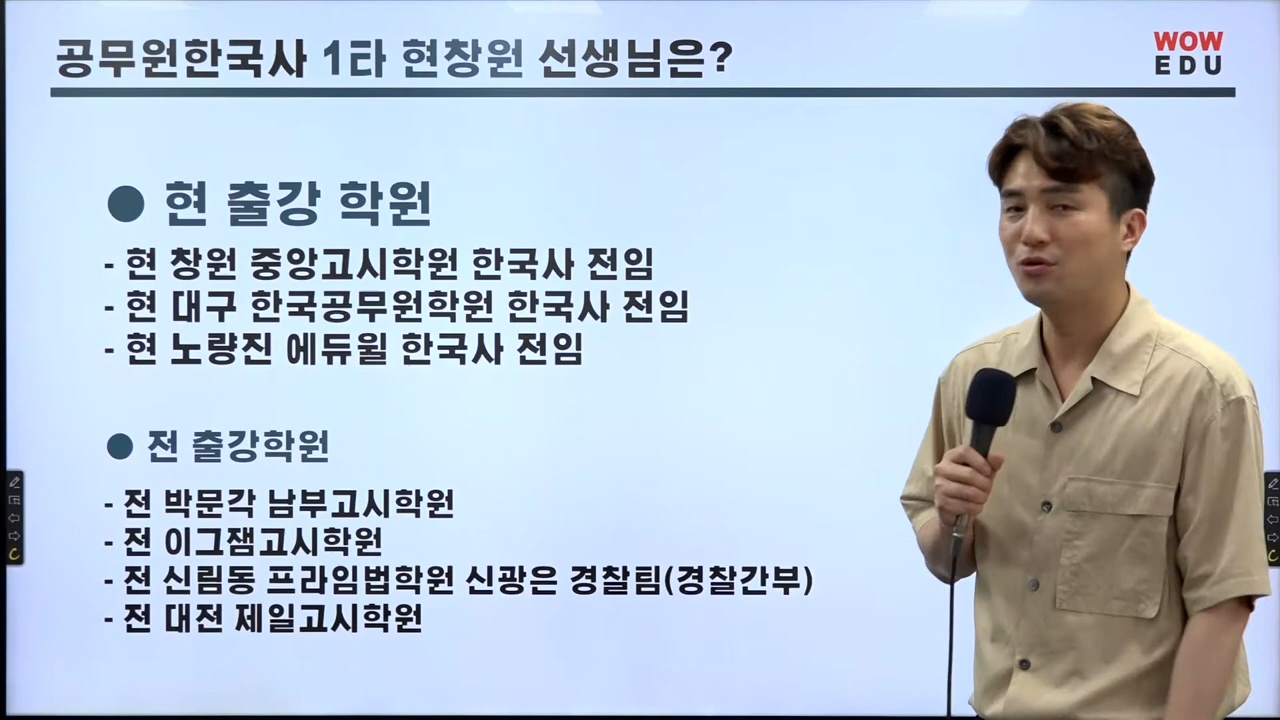 공무원한국사 1타 현창원 선생님은?
WOW
EDU
● 현 출강 학원
- 현 창원 중앙고시학원 한국사 전임
- 현 대구 한국공무원학원 한국사 전임
- 현 노량진 에듀윌 한국사 전임
● 전 출강학원
- 전 박문각 남부고시학원
- 전 이그잼고시학원
- 전 신림동 프라임법학원 신광은 경찰팀(경찰간부)
- 전 대전 제일고시학원